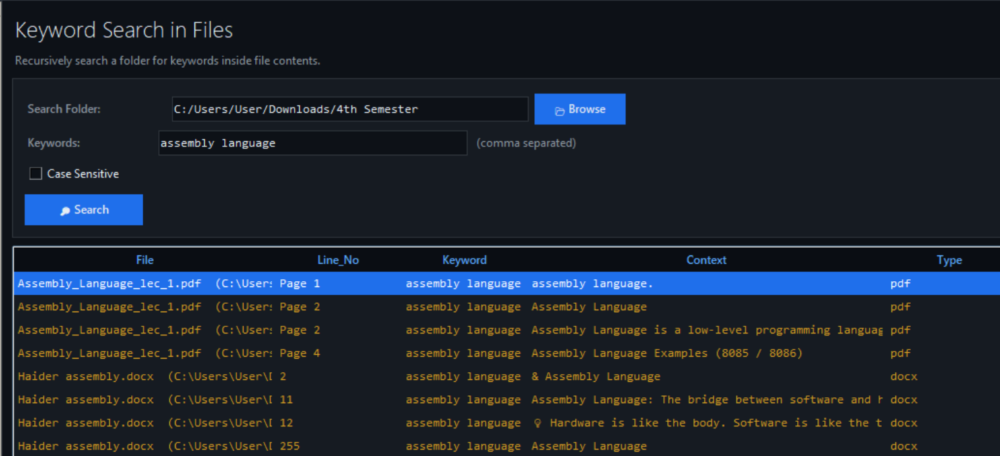 Keyword Search in Files
Recursively search a folder for keywords inside file contents.
Search Folder: C:/Users/User/Downloads/4th Semester Browse
Keywords: assembly language (comma separated)
Case Sensitive
Search
File Line_No Keyword Context Type
Assembly_Language_lec_1.pdf (C:\User: Page 1 assembly language assembly language. pdf
Assembly_Language_lec_1.pdf (C:\User: Page 2 assembly language Assembly Language pdf
Assembly_Language_lec_1.pdf (C:\User: Page 2 assembly language Assembly Language is a low-level programming languag pdf
Assembly_Language_lec_1.pdf (C:\User: Page 4 assembly language Assembly Language Examples (8085 / 8086) pdf
Haider assembly.docx (C:\Users\User\ 2 assembly language & Assembly Language docx
Haider assembly.docx (C:\Users\User\ 11 assembly language Assembly Language: The bridge between software and docx
Haider assembly.docx (C:\Users\User\ 12 assembly language 💡 Hardware is like the body. Software is like the t docx
Haider assembly.docx (C:\Users\User\ 255 assembly language Assembly Language docx